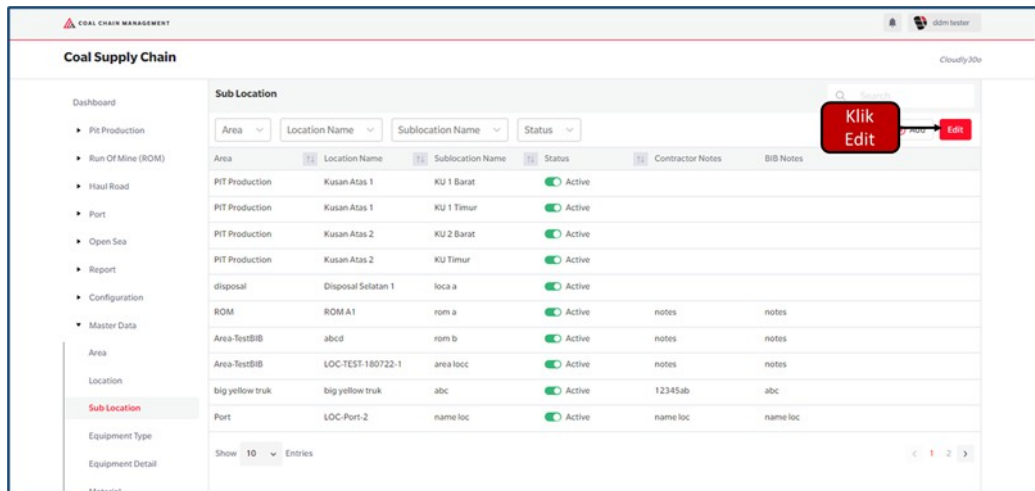 COAL CHAIN MANAGEMENT
ddm tester
Coal Supply Chain
Cloudly30o
Dashboard
Pit Production
Run Of Mine (ROM)
Haul Road
Port
Open Sea
Report
Configuration
Master Data
Area
Location
Sub Location
Equipment Type
Equipment Detail
Material
Sub Location
Search
Area
Location Name
Sublocation Name
Status
Klik
Edit
Add
Edit
Area Location Name Sublocation Name Status Contractor Notes BIB Notes
PIT Production Kusan Atas 1 KU 1 Barat Active
PIT Production Kusan Atas 1 KU 1 Timur Active
PIT Production Kusan Atas 2 KU 2 Barat Active
PIT Production Kusan Atas 2 KU Timur Active
disposal Disposal Selatan 1 loca a Active
ROM ROM A1 rom a Active notes notes
Area-TestBIB abcd rom b Active notes notes
Area-TestBIB LOC-TEST-180722-1 area locc Active notes notes
big yellow truk big yellow truk abc Active 12345ab abc
Port LOC-Port-2 name loc Active name loc name loc
Show 10 Entries
1 2